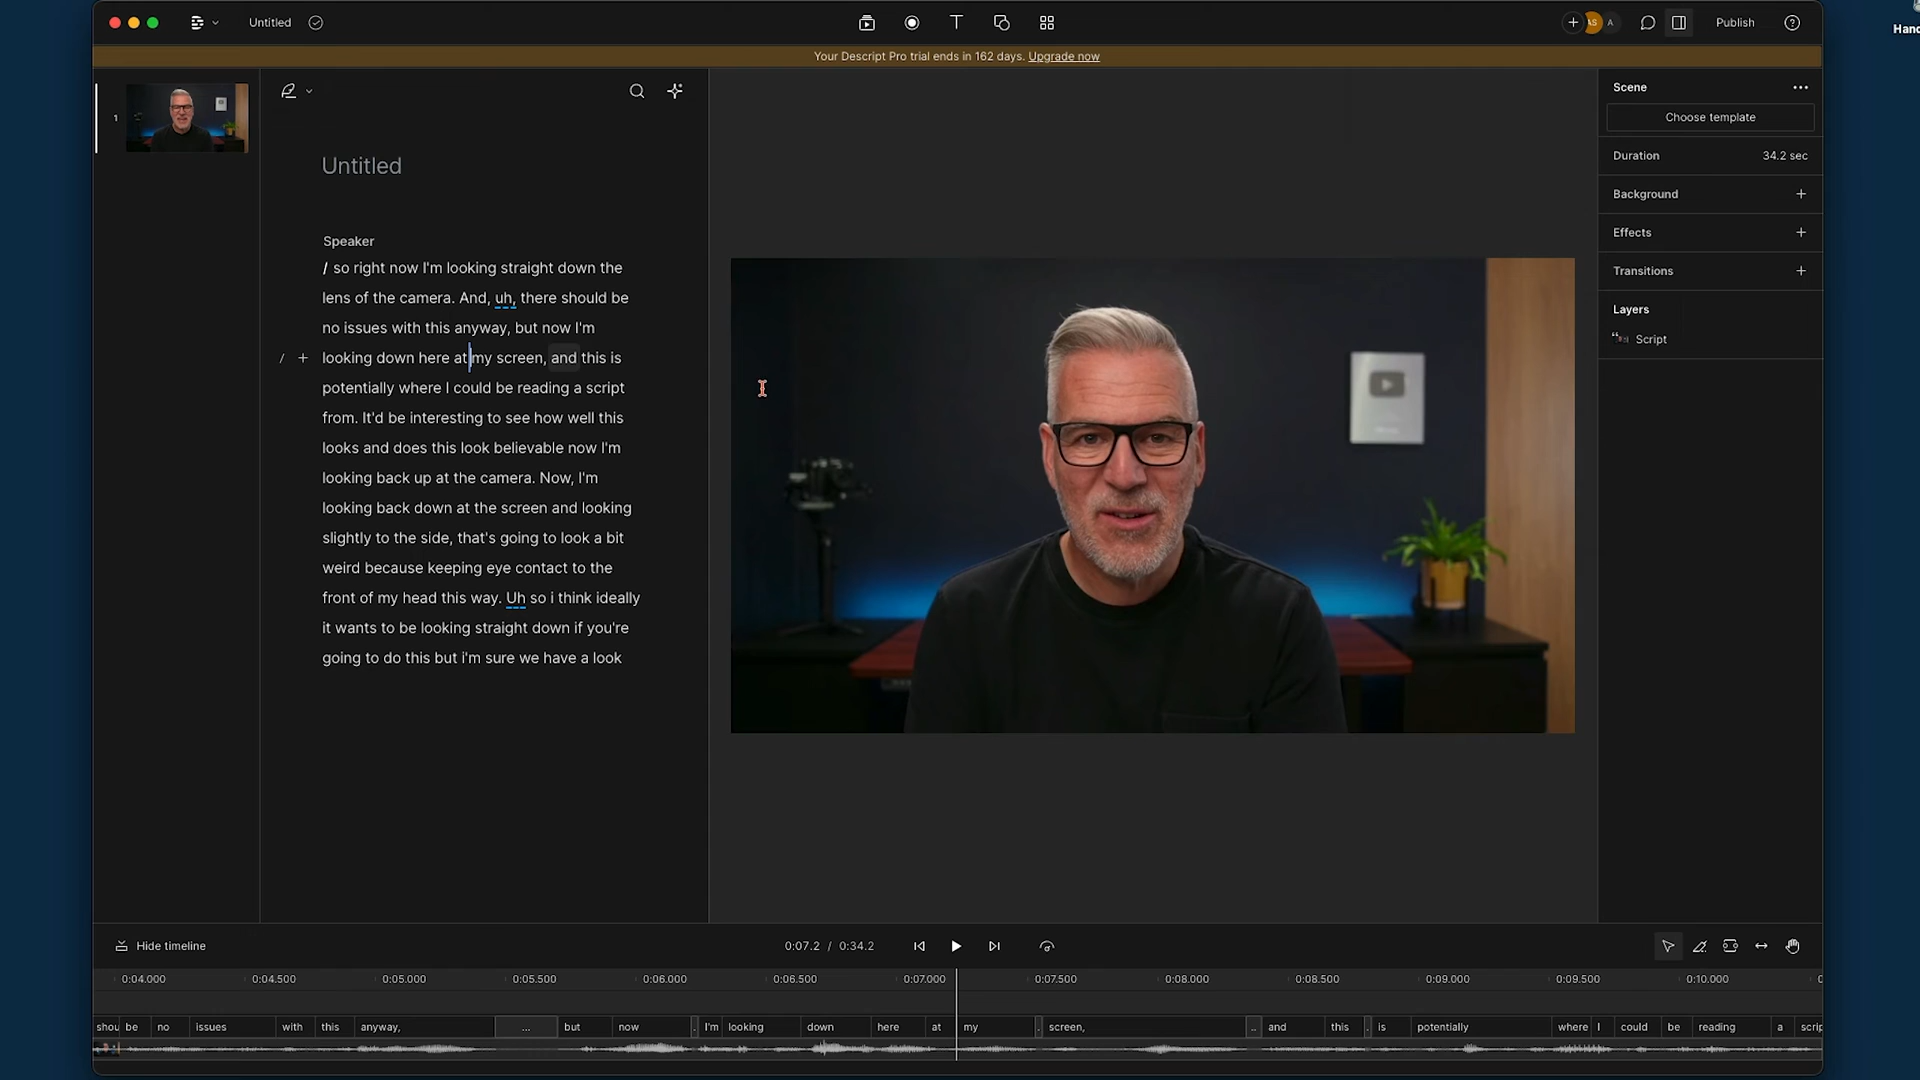 Hand
Untitled
AS A
Publish
Your Descript Pro trial ends in 162 days. Upgrade now
1
Untitled
Speaker
/ so right now I'm looking straight down the
lens of the camera. And, uh, there should be
no issues with this anyway, but now I'm
/ + looking down here at my screen, and this is
potentially where I could be reading a script
from. It'd be interesting to see how well this
looks and does this look believable now I'm
looking back up at the camera. Now, I'm
looking back down at the screen and looking
slightly to the side, that's going to look a bit
weird because keeping eye contact to the
front of my head this way. Uh so i think ideally
it wants to be looking straight down if you're
going to do this but i'm sure we have a look
Scene
Choose template
Duration 34.2 sec
Background +
Effects +
Transitions +
Layers
Script
Hide timeline
0:07.2 / 0:34.2
0:04.000 0:04.500 0:05.000 0:05.500 0:06.000 0:06.500 0:07.000 0:07.500 0:08.000 0:08.500 0:09.000 0:09.500 0:10.000
shou be no issues with this anyway, ... but now . I'm looking down here at my . screen, .. and this . is potentially where I could be reading a scrip